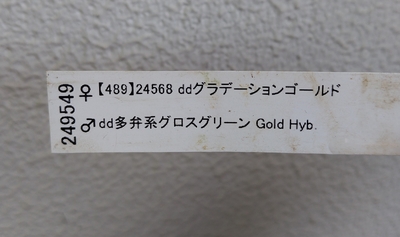 249549
♀【489】24568 ddグラデーションゴールド
♂ dd多弁系グロスグリーン Gold Hyb.